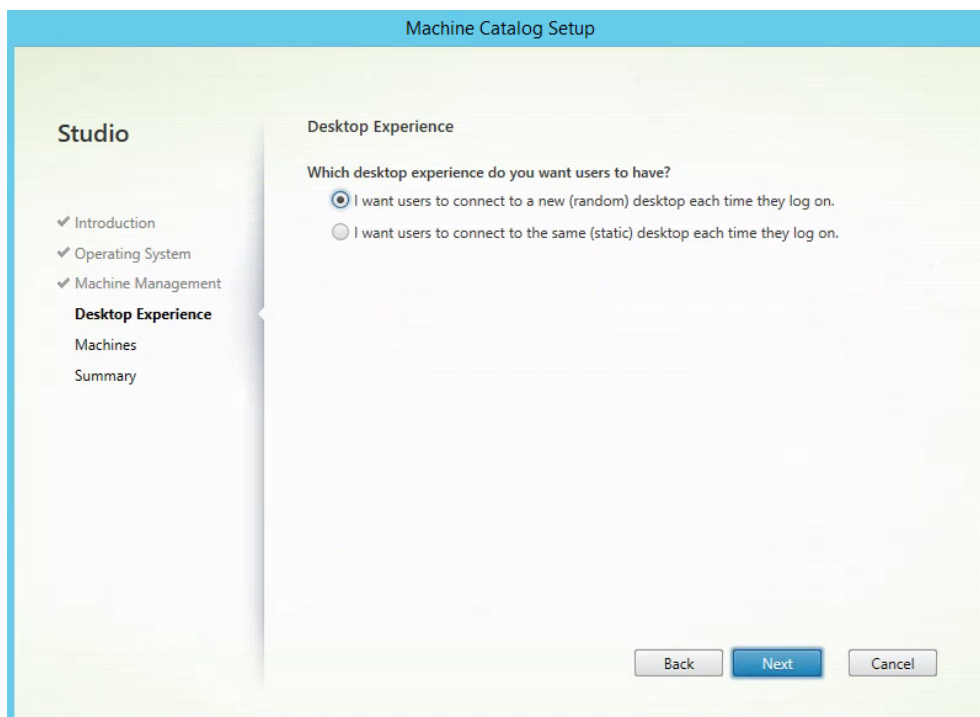 Machine Catalog Setup
Studio
Introduction
Operating System
Machine Management
Desktop Experience
Machines
Summary
Desktop Experience
Which desktop experience do you want users to have?
I want users to connect to a new (random) desktop each time they log on.
I want users to connect to the same (static) desktop each time they log on.
Back
Next
Cancel